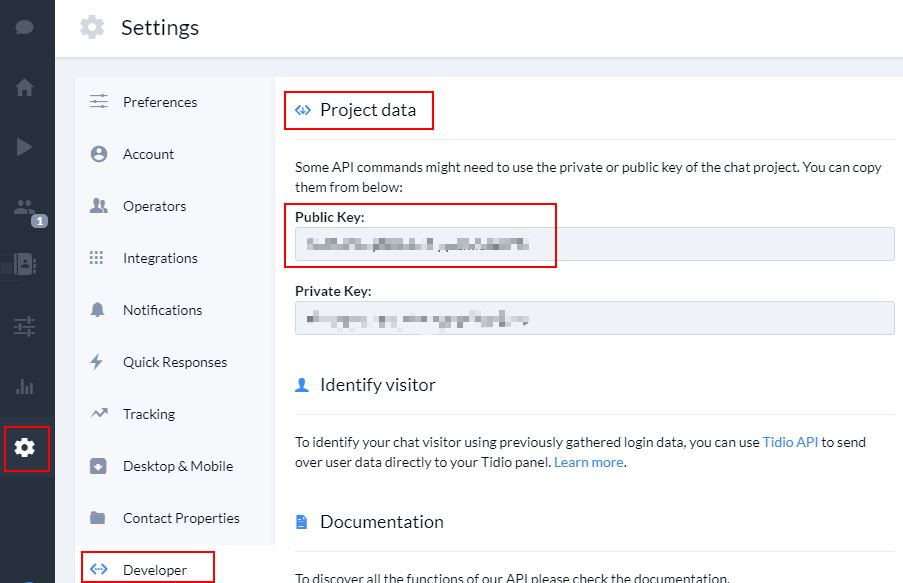 Settings
Preferences
Account
Operators
Integrations
Notifications
Quick Responses
Tracking
Desktop & Mobile
Contact Properties
Developer
1
Project data
Some API commands might need to use the private or public key of the chat project. You can copy
them from below:
Public Key:
Private Key:
Identify visitor
To identify your chat visitor using previously gathered login data, you can use Tidio API to send
over user data directly to your Tidio panel. Learn more.
Documentation
To discover all the functions of our API please check the documentation.